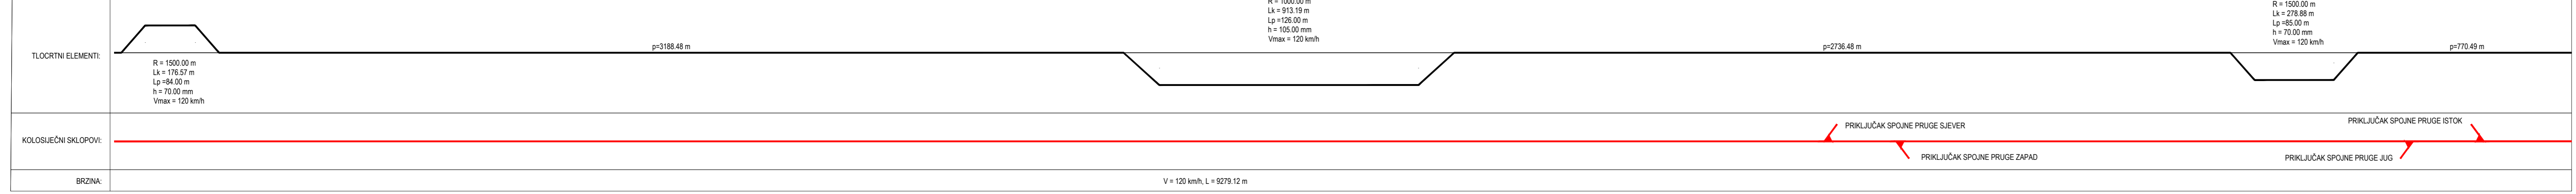 TLOCRTNI ELEMENTI:
R = 1500.00 m
Lk = 176.57 m
Lp =84.00 m
h = 70.00 mm
Vmax = 120 km/h
p=3188.48 m
R = 1000.00 m
Lk = 913.19 m
Lp =126.00 m
h = 105.00 mm
Vmax = 120 km/h
p=2736.48 m
R = 1500.00 m
Lk = 278.88 m
Lp =85.00 m
h = 70.00 mm
Vmax = 120 km/h
p=770.49 m
KOLOSIJEČNI SKLOPOVI:
PRIKLJUČAK SPOJNE PRUGE SJEVER
PRIKLJUČAK SPOJNE PRUGE ZAPAD
PRIKLJUČAK SPOJNE PRUGE ISTOK
PRIKLJUČAK SPOJNE PRUGE JUG
BRZINA:
V = 120 km/h, L = 9279.12 m